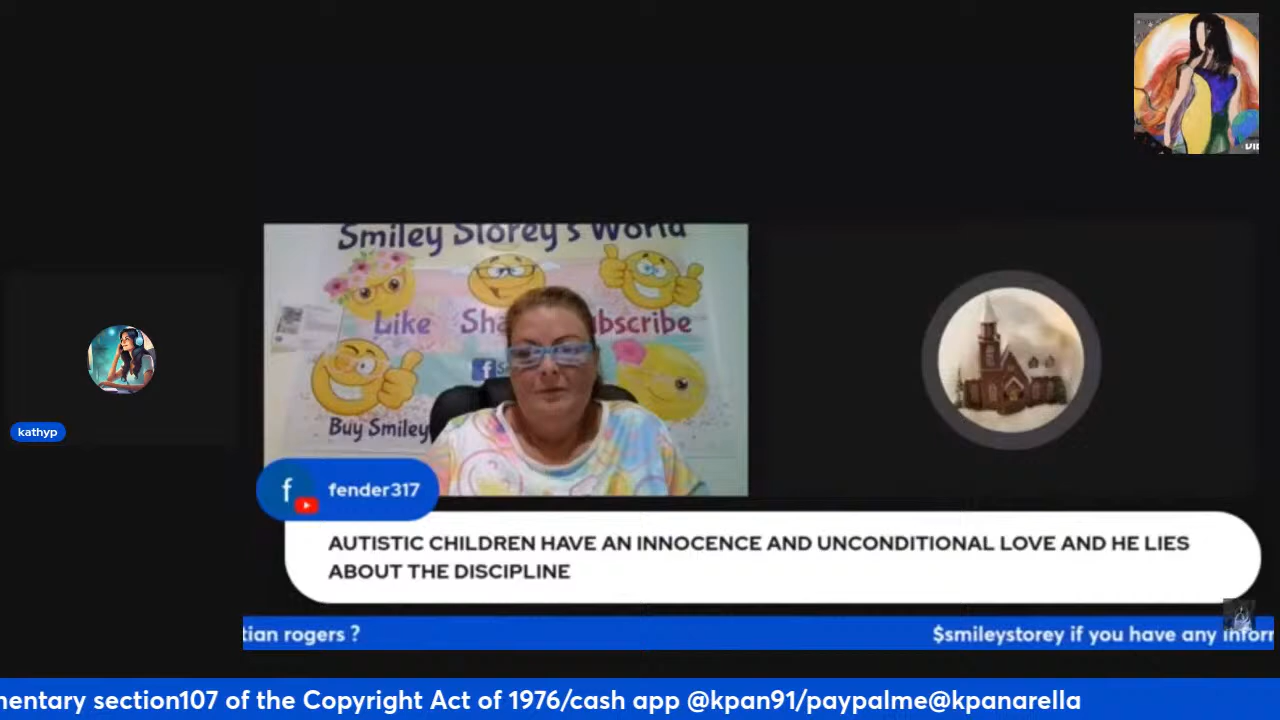 Smiley Storey's World
Like Sha ubscribe
Buy Smiley
kathyp
fender317
AUTISTIC CHILDREN HAVE AN INNOCENCE AND UNCONDITIONAL LOVE AND HE LIES
ABOUT THE DISCIPLINE
tian rogers ? $smileystorey if you have any inforr
mentary section107 of the Copyright Act of 1976/cash app @kpan91/paypalme@kpanarella